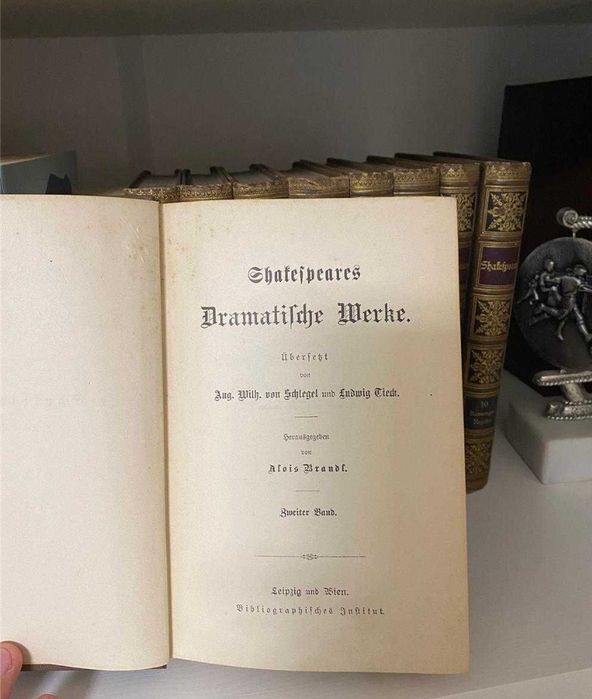 Shakespeares
Dramatische Werke.
Übersetzt
von
Aug. Wilh. von Schlegel und Ludwig Tieck.
Herausgegeben
von
Alois Brandl.
Zweiter Band.
Leipzig und Wien.
Bibliographisches Institut.
Shakespeare
10